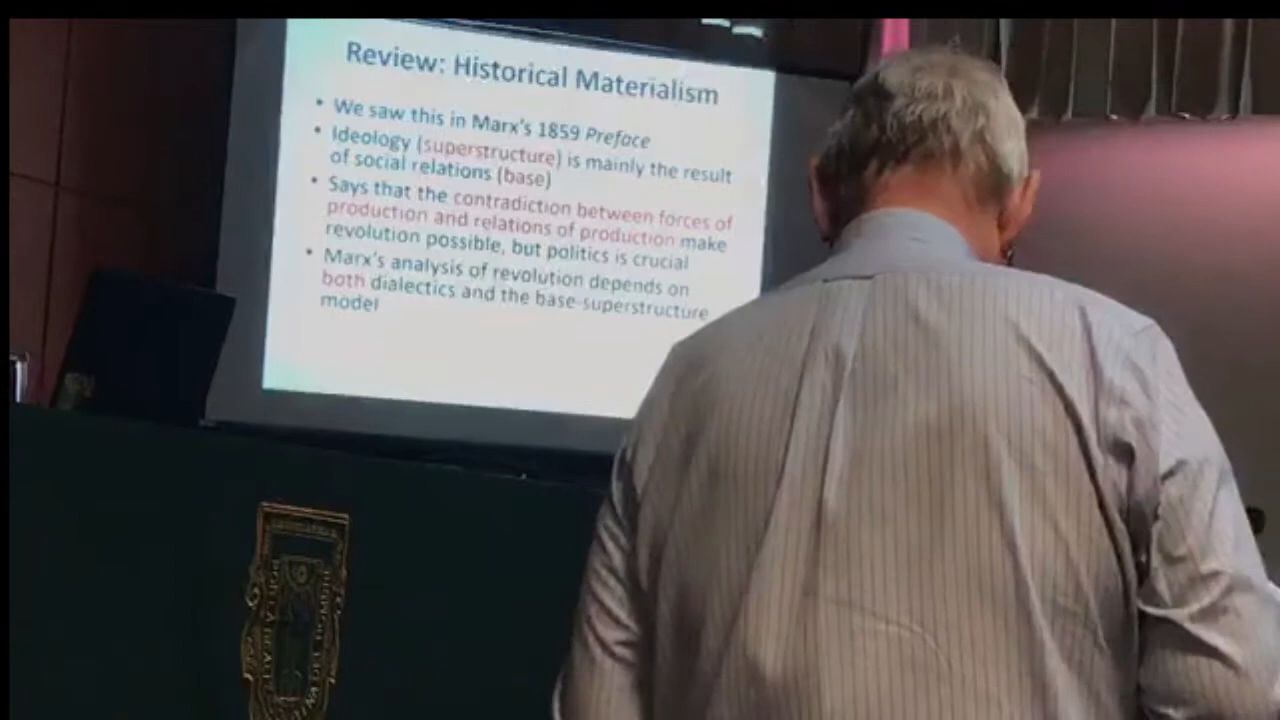 Review: Historical Materialism
• We saw this in Marx's 1859 Preface
• Ideology (superstructure) is mainly the result
of social relations (base)
• Says that the contradiction between forces of
production and relations of production make
revolution possible, but politics is crucial
• Marx's analysis of revolution depends on
both dialectics and the base-superstructure
model